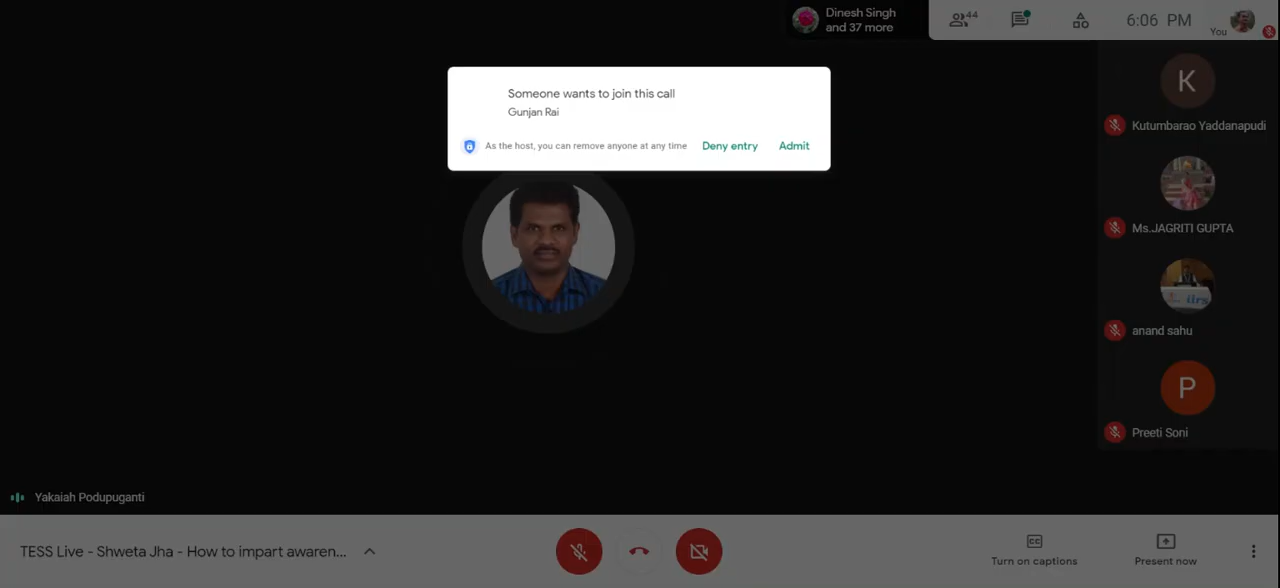 Dinesh Singh
and 37 more
44
6:06 PM
You
Someone wants to join this call
Gunjan Rai
As the host, you can remove anyone at any time
Deny entry
Admit
K
Kutumbarao Yaddanapudi
Ms.JAGRITI GUPTA
iirs
anand sahu
P
Preeti Soni
Yakaiah Podupuganti
TESS Live - Shweta Jha - How to impart awaren...
CC
Turn on captions
Present now